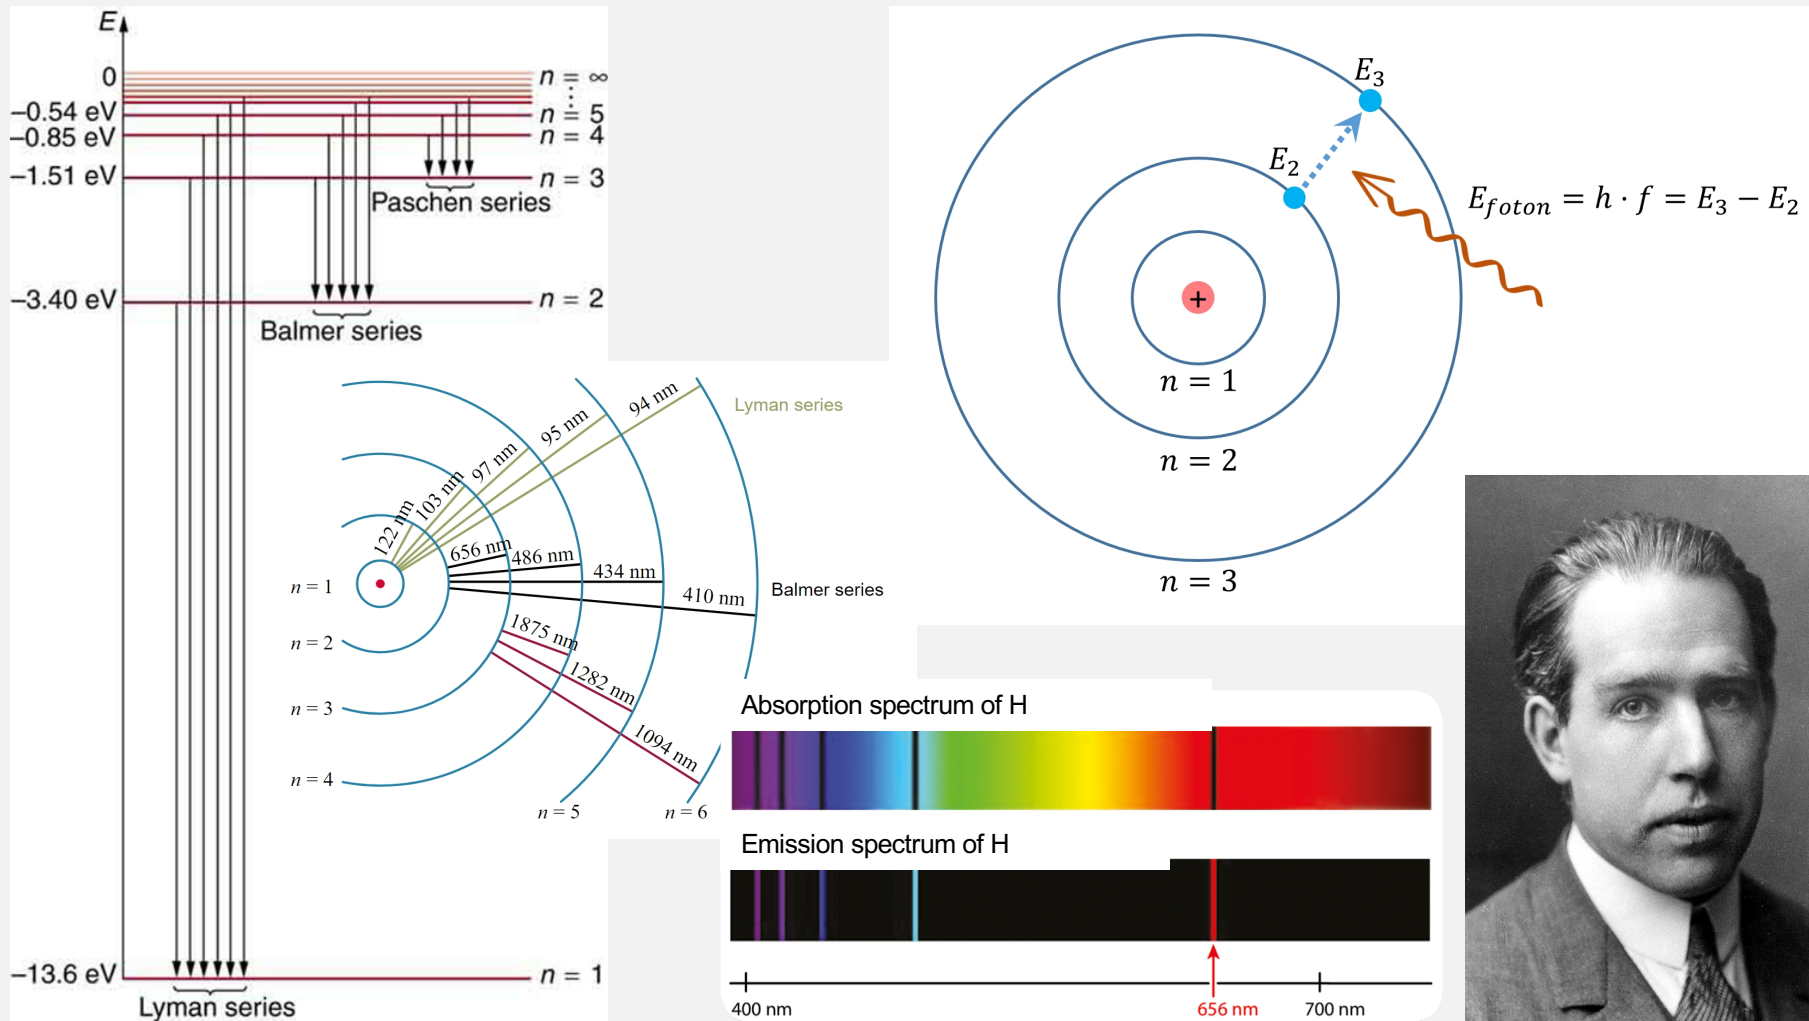 E
0
n = ∞
−0.54 eV
n = 5
−0.85 eV
n = 4
−1.51 eV
n = 3
Paschen series
−3.40 eV
n = 2
Balmer series
−13.6 eV
n = 1
Lyman series
122 nm
103 nm
97 nm
95 nm
94 nm
Lyman series
656 nm
486 nm
434 nm
410 nm
Balmer series
1875 nm
1282 nm
1094 nm
n = 1
n = 2
n = 3
n = 4
n = 5
n = 6
E₃
E₂
E_foton = h · f = E₃ − E₂
+
n = 1
n = 2
n = 3
Absorption spectrum of H
Emission spectrum of H
400 nm
656 nm
700 nm